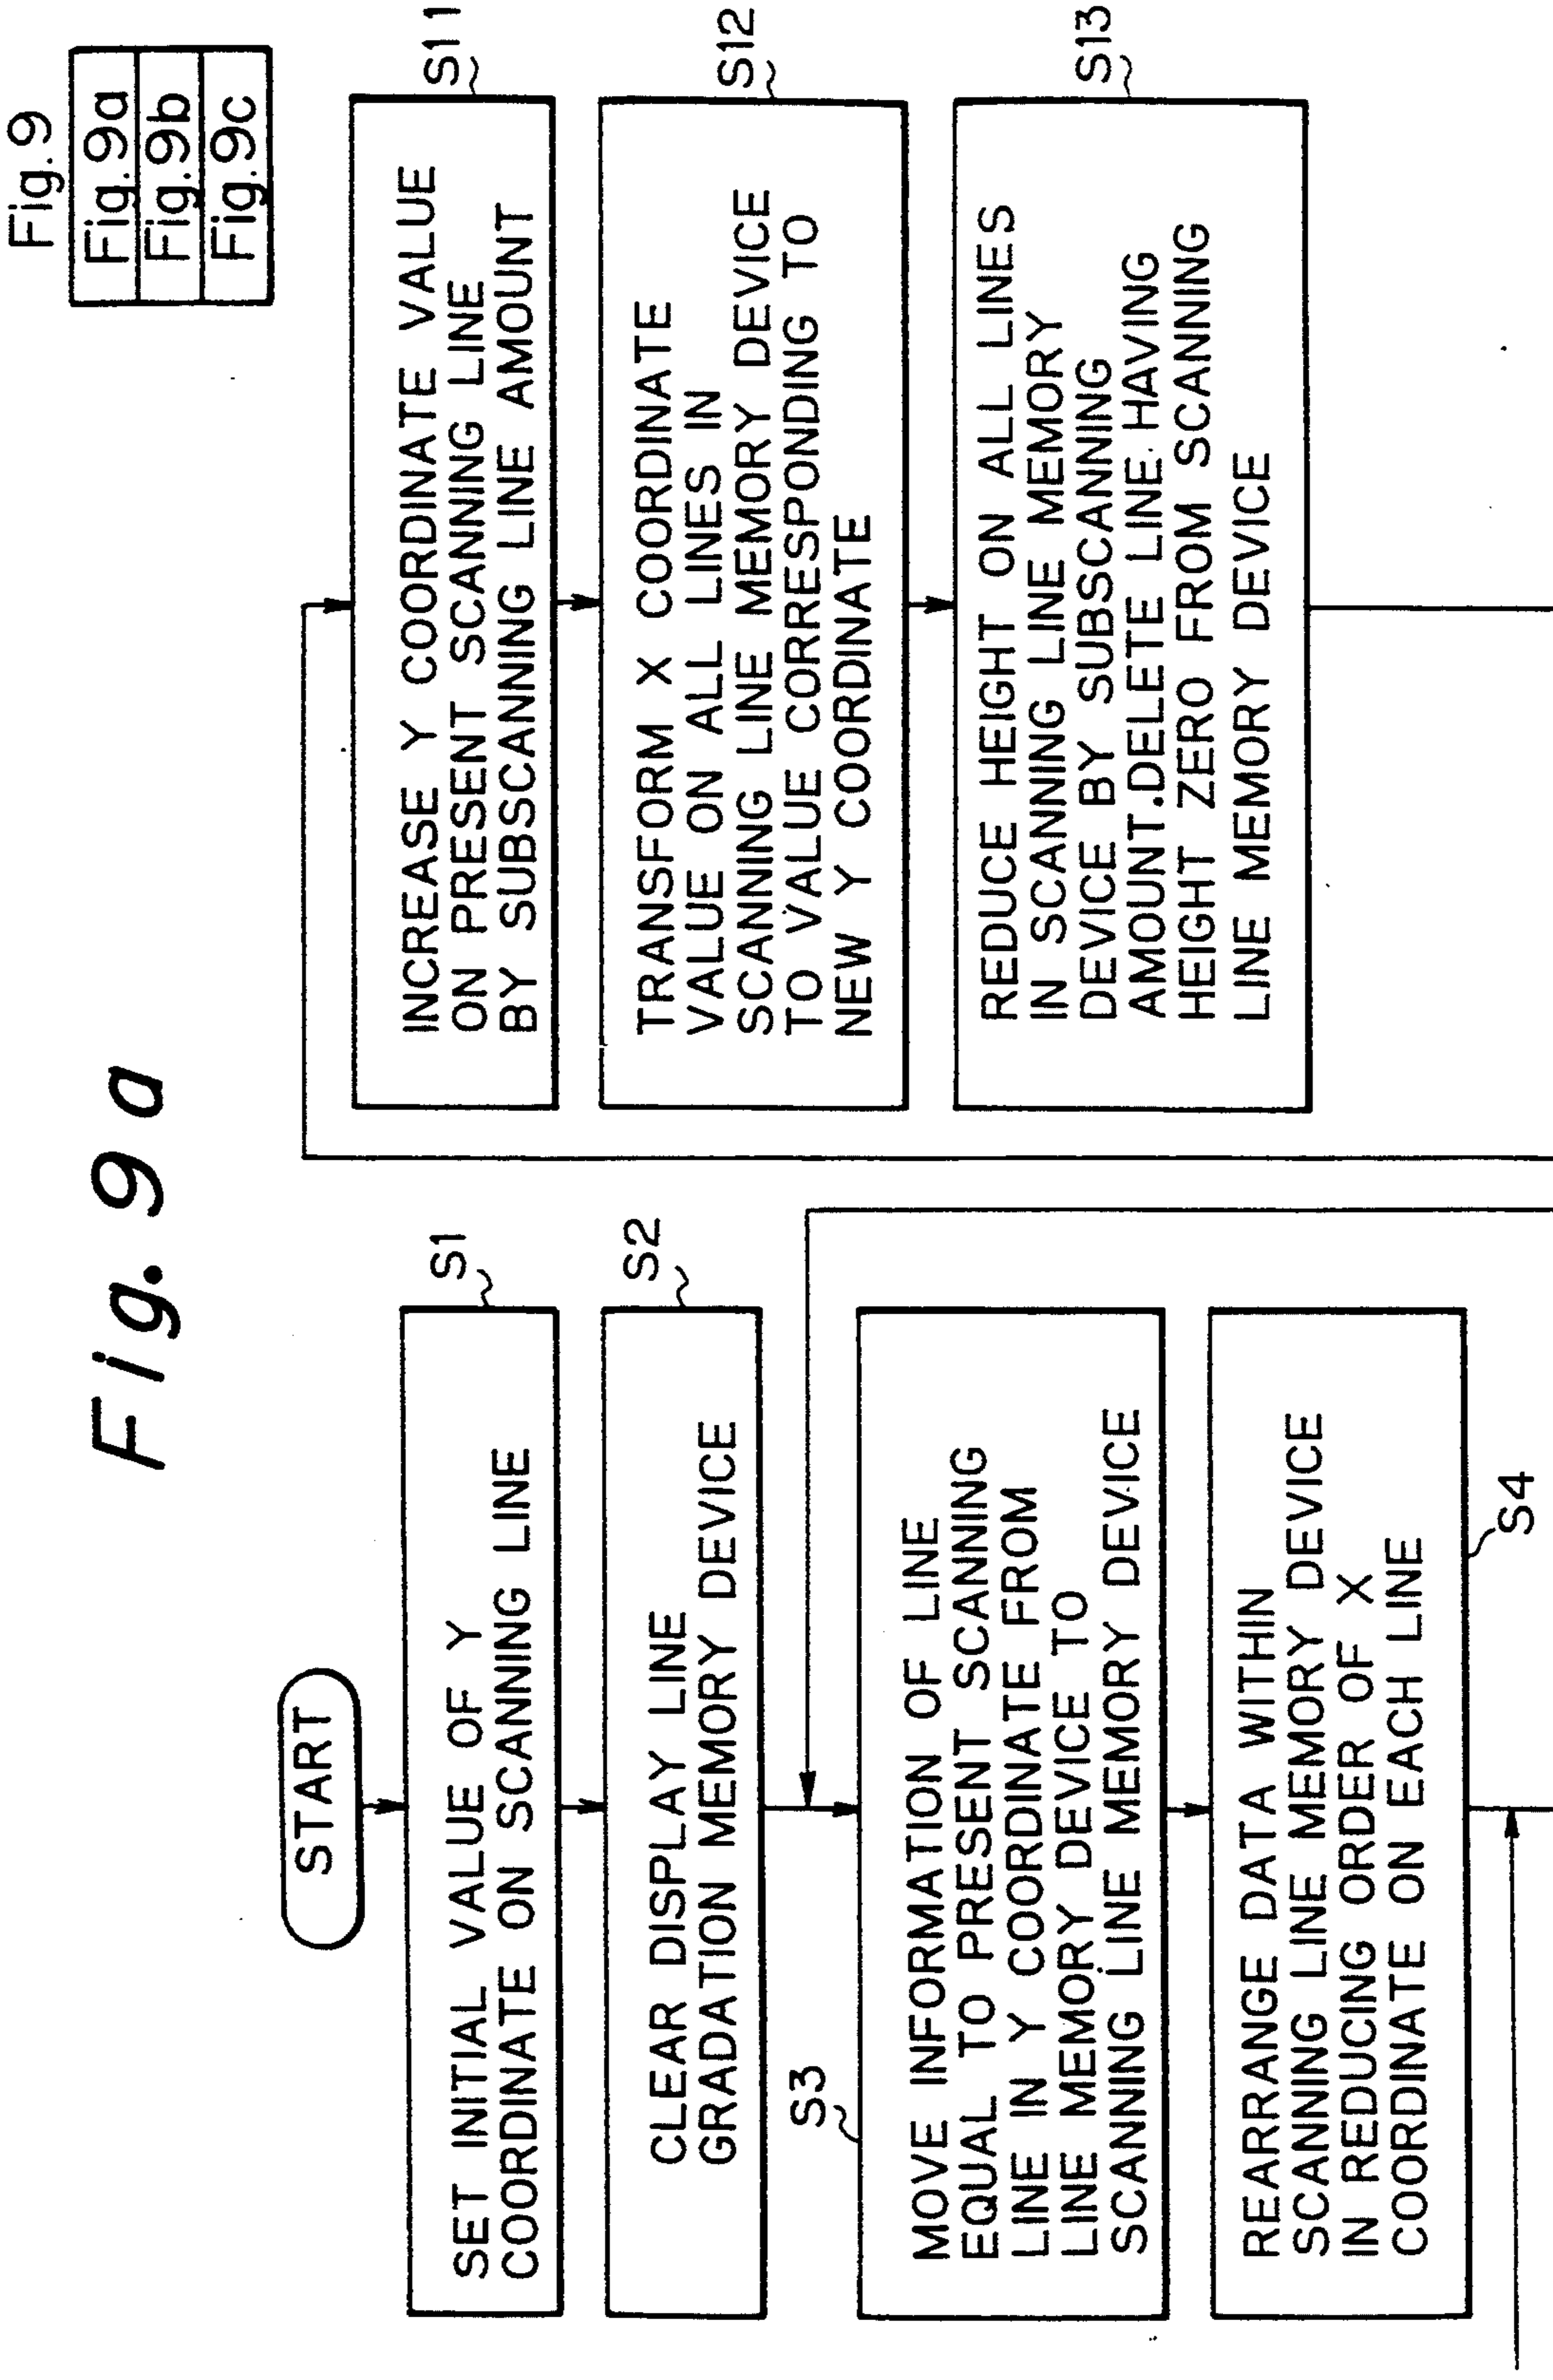 Fig. 9a
Fig. 9
Fig. 9a
Fig. 9b
Fig. 9c
START
SET INITIAL VALUE OF Y
COORDINATE ON SCANNING LINE
S1
CLEAR DISPLAY LINE
GRADATION MEMORY DEVICE
S2
S3
MOVE INFORMATION OF LINE
EQUAL TO PRESENT SCANNING
LINE IN Y COORDINATE FROM
LINE MEMORY DEVICE TO
SCANNING LINE MEMORY DEVICE
REARRANGE DATA WITHIN
SCANNING LINE MEMORY DEVICE
IN REDUCING ORDER OF X
COORDINATE ON EACH LINE
S4
INCREASE Y COORDINATE VALUE
ON PRESENT SCANNING LINE
BY SUBSCANNING LINE AMOUNT
S11
TRANSFORM X COORDINATE
VALUE ON ALL LINES IN
SCANNING LINE MEMORY DEVICE
TO VALUE CORRESPONDING TO
NEW Y COORDINATE
S12
REDUCE HEIGHT ON ALL LINES
IN SCANNING LINE MEMORY
DEVICE BY SUBSCANNING
AMOUNT. DELETE LINE HAVING
HEIGHT ZERO FROM SCANNING
LINE MEMORY DEVICE
S13